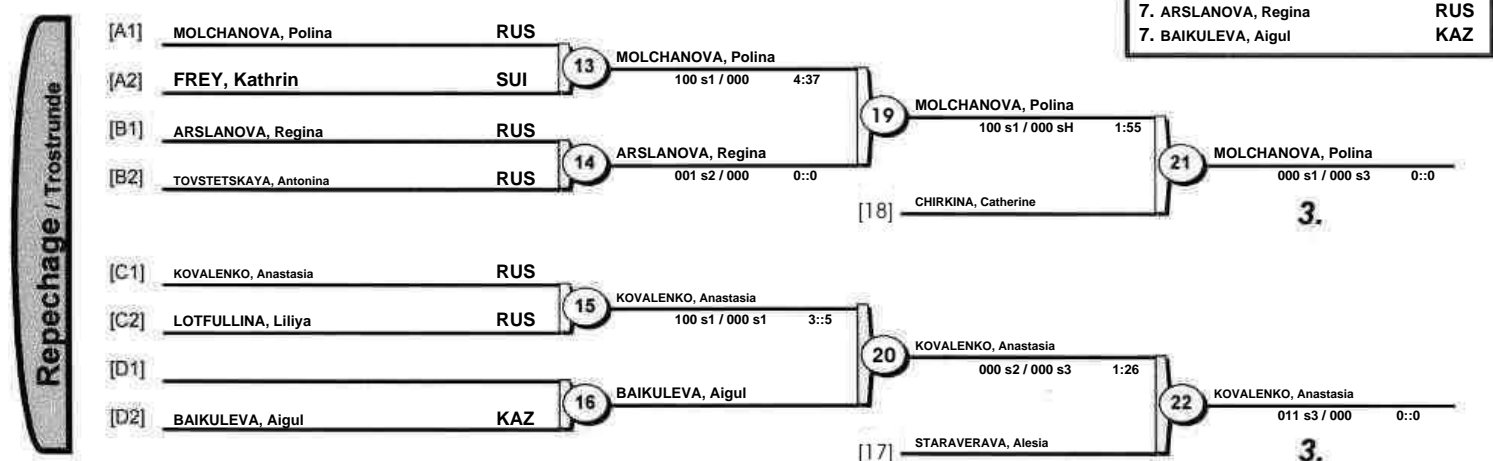 7. ARSLANOVA, Regina RUS
7. BAIKULEVA, Aigul KAZ
Repechage / Trostrunde
[A1] MOLCHANOVA, Polina RUS
13 MOLCHANOVA, Polina
100 s1 / 000 4:37
[A2] FREY, Kathrin SUI
19 MOLCHANOVA, Polina
100 s1 / 000 sH 1:55
[B1] ARSLANOVA, Regina RUS
14 ARSLANOVA, Regina
001 s2 / 000 0::0
[B2] TOVSTETSKAYA, Antonina RUS
21 MOLCHANOVA, Polina
000 s1 / 000 s3 0::0
[18] CHIRKINA, Catherine
3.
[C1] KOVALENKO, Anastasia RUS
15 KOVALENKO, Anastasia
100 s1 / 000 s1 3::5
[C2] LOTFULLINA, Liliya RUS
20 KOVALENKO, Anastasia
000 s2 / 000 s3 1:26
[D1]
16 BAIKULEVA, Aigul
[D2] BAIKULEVA, Aigul KAZ
22 KOVALENKO, Anastasia
011 s3 / 000 0::0
[17] STARAVERAVA, Alesia
3.